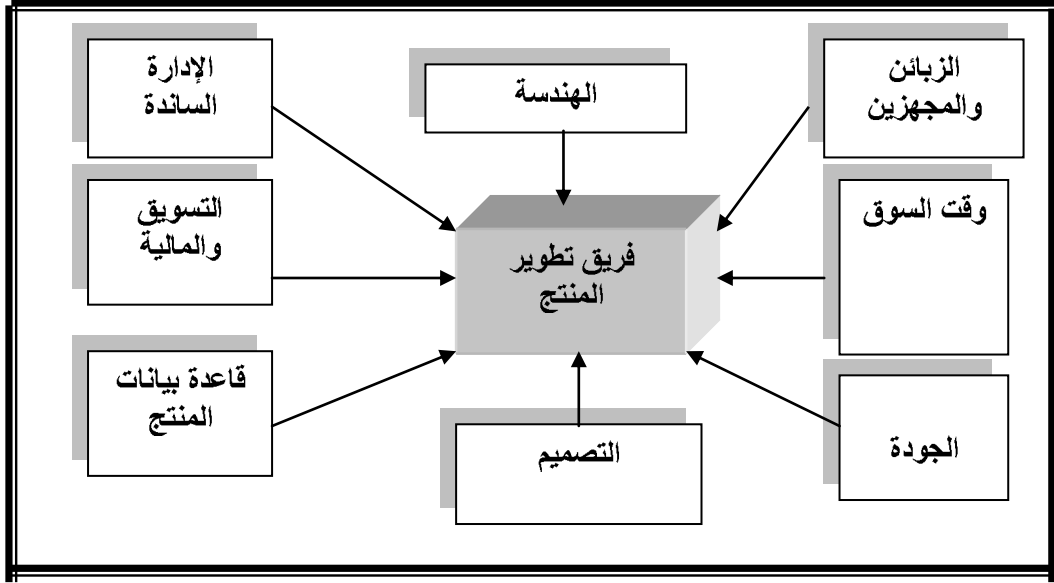 الزبائن
والمجهزين
الهندسة
الإدارة
الساندة
وقت السوق
فريق تطوير
المنتج
التسويق
والمالية
الجودة
التصميم
قاعدة بيانات
المنتج